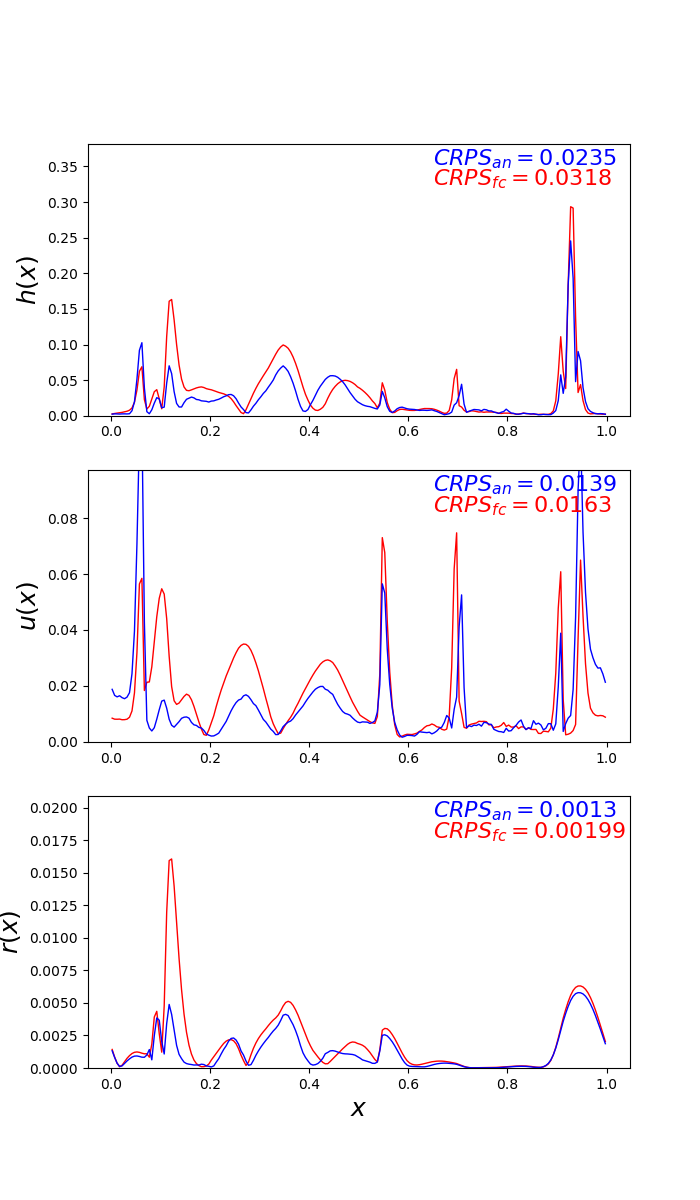 CRPS_an = 0.0235
CRPS_fc = 0.0318
0.35
0.30
0.25
0.20
0.15
0.10
0.05
0.00
h(x)
0.0 0.2 0.4 0.6 0.8 1.0
CRPS_an = 0.0139
CRPS_fc = 0.0163
0.08
0.06
0.04
0.02
0.00
u(x)
0.0 0.2 0.4 0.6 0.8 1.0
CRPS_an = 0.0013
CRPS_fc = 0.00199
0.0200
0.0175
0.0150
0.0125
0.0100
0.0075
0.0050
0.0025
0.0000
r(x)
0.0 0.2 0.4 0.6 0.8 1.0
x